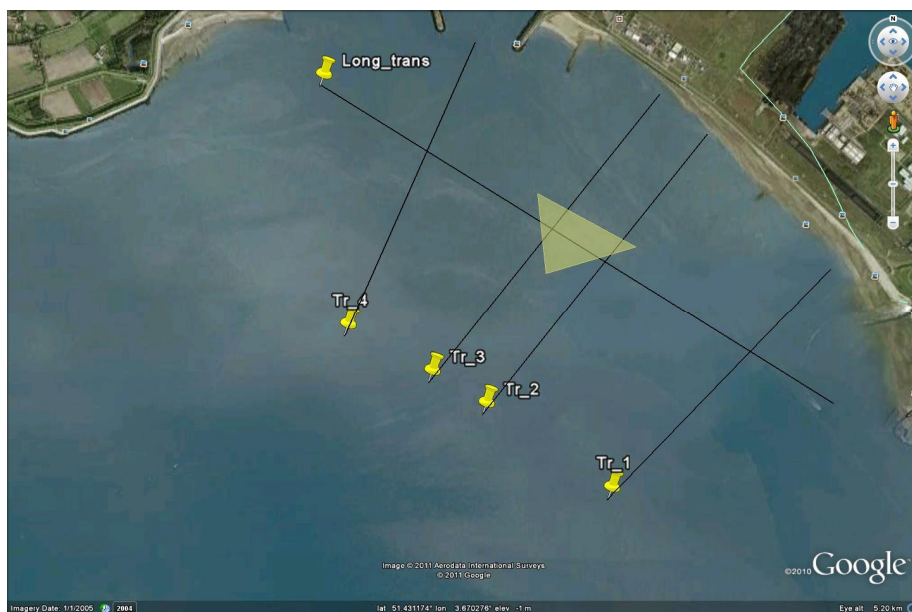 N
Long_trans
Tr_4
Tr_3
Tr_2
Tr_1
Image © 2011 Aerodata International Surveys
© 2011 Google
©2010 Google
Imagery Date: 1/1/2005 2004 lat 51.431174° lon 3.670276° elev -1 m Eye alt 5.20 km